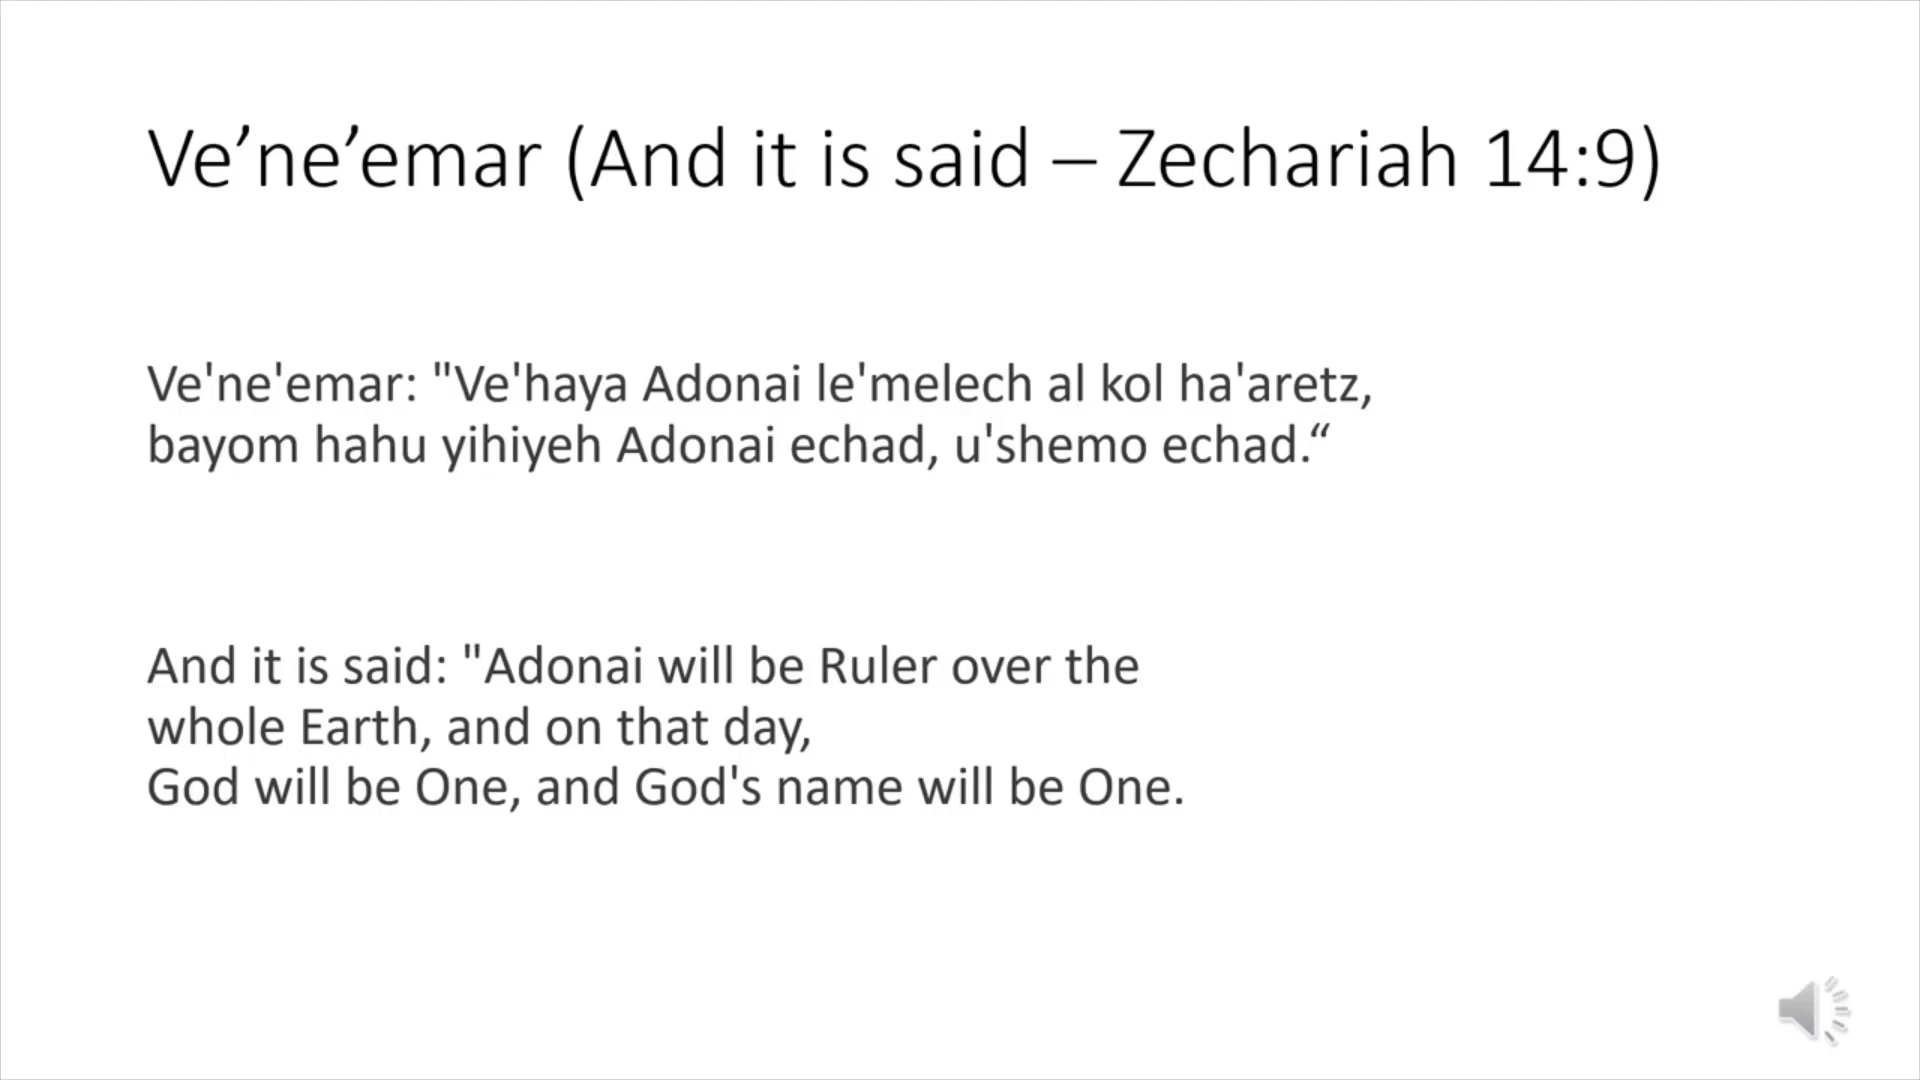 Ve’ne’emar (And it is said – Zechariah 14:9)
Ve'ne'emar: "Ve'haya Adonai le'melech al kol ha'aretz,
bayom hahu yihiyeh Adonai echad, u'shemo echad.“
And it is said: "Adonai will be Ruler over the
whole Earth, and on that day,
God will be One, and God's name will be One.